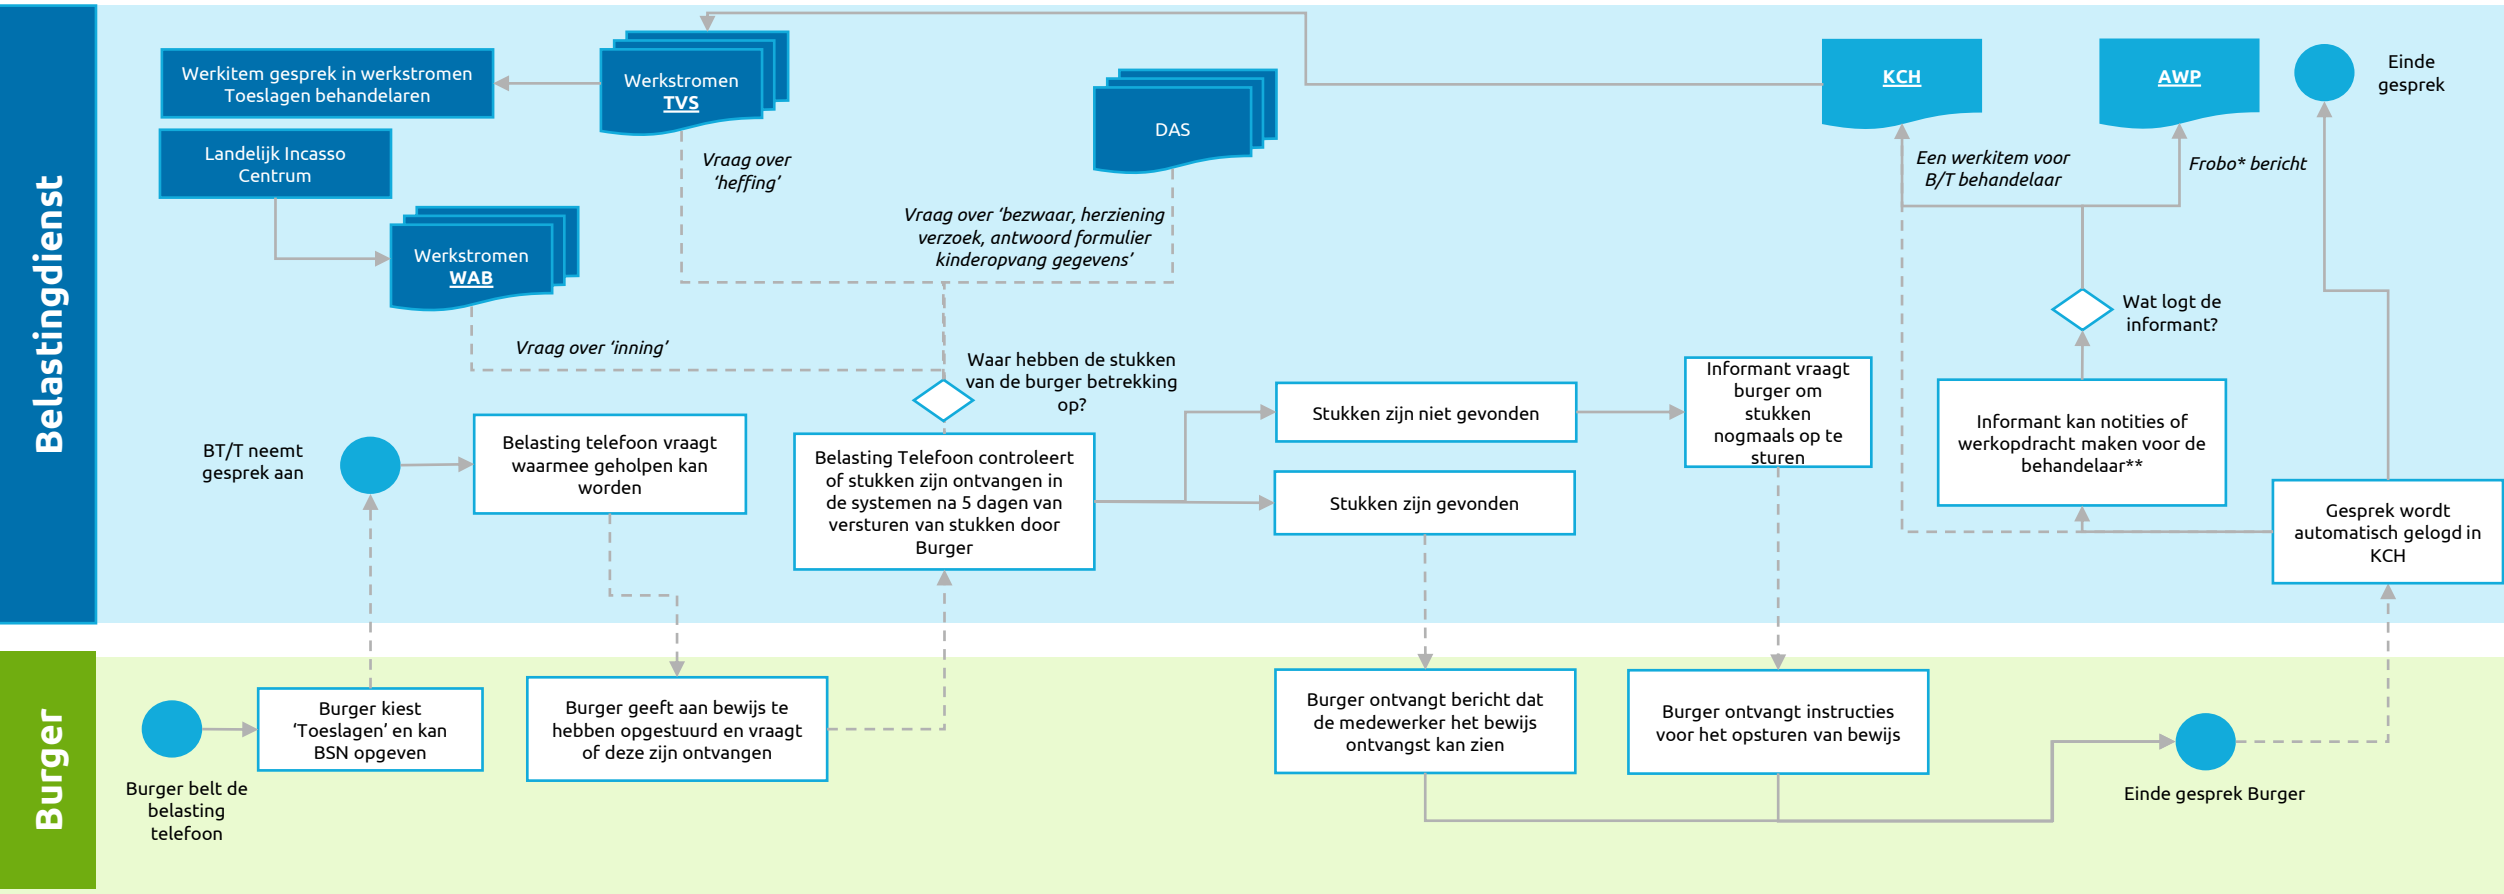 Belastingdienst
Werkitem gesprek in werkstromen
Toeslagen behandelaren
Landelijk Incasso
Centrum
Werkstromen
TVS
Werkstromen
WAB
DAS
KCH
AWP
Einde
gesprek
Vraag over
‘heffing’
Vraag over ‘bezwaar, herziening
verzoek, antwoord formulier
kinderopvang gegevens’
Vraag over ‘inning’
Een werkitem voor
B/T behandelaar
Frobo* bericht
Wat logt de
informant?
Waar hebben de stukken
van de burger betrekking
op?
BT/T neemt
gesprek aan
Belasting telefoon vraagt
waarmee geholpen kan
worden
Belasting Telefoon controleert
of stukken zijn ontvangen in
de systemen na 5 dagen van
versturen van stukken door
Burger
Stukken zijn niet gevonden
Stukken zijn gevonden
Informant vraagt
burger om
stukken
nogmaals op te
sturen
Informant kan notities of
werkopdracht maken voor de
behandelaar**
Gesprek wordt
automatisch gelogd in
KCH
Burger
Burger belt de
belasting
telefoon
Burger kiest
‘Toeslagen’ en kan
BSN opgeven
Burger geeft aan bewijs te
hebben opgestuurd en vraagt
of deze zijn ontvangen
Burger ontvangt bericht dat
de medewerker het bewijs
ontvangst kan zien
Burger ontvangt instructies
voor het opsturen van bewijs
Einde gesprek Burger